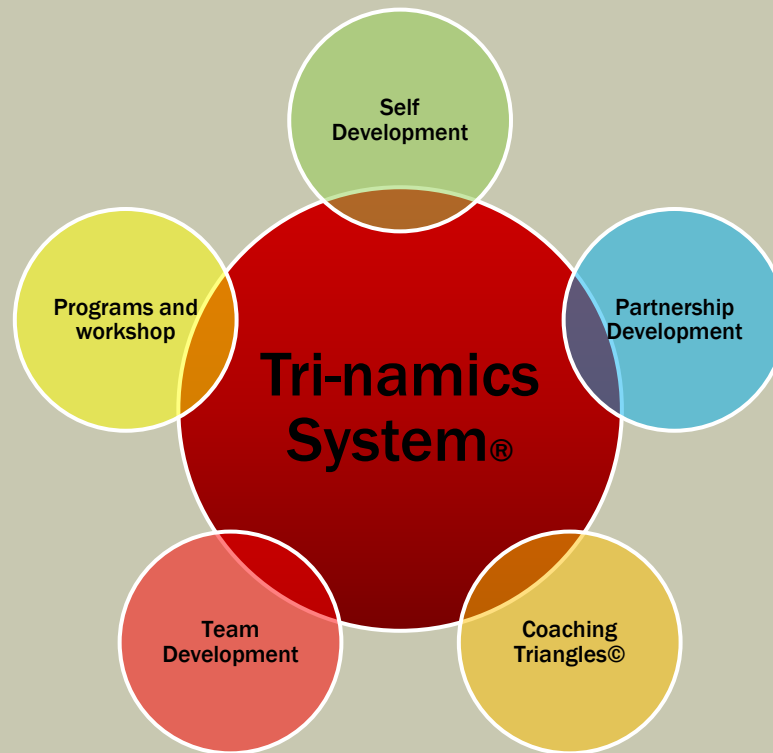 Self
Development
Programs and
workshop
Partnership
Development
Tri-namics
System®
Team
Development
Coaching
Triangles©